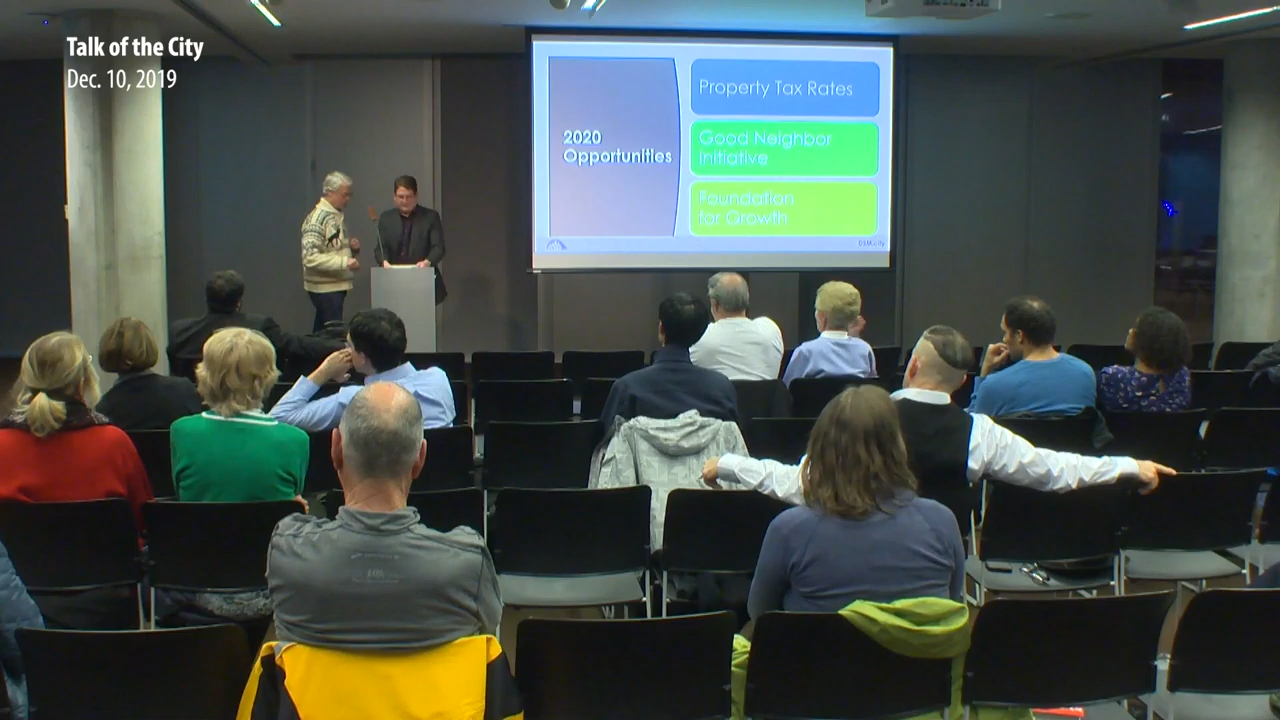 Talk of the City
Dec. 10, 2019
2020
Opportunities
Property Tax Rates
Good Neighbor
Initiative
Foundation
for Growth
DSM.city